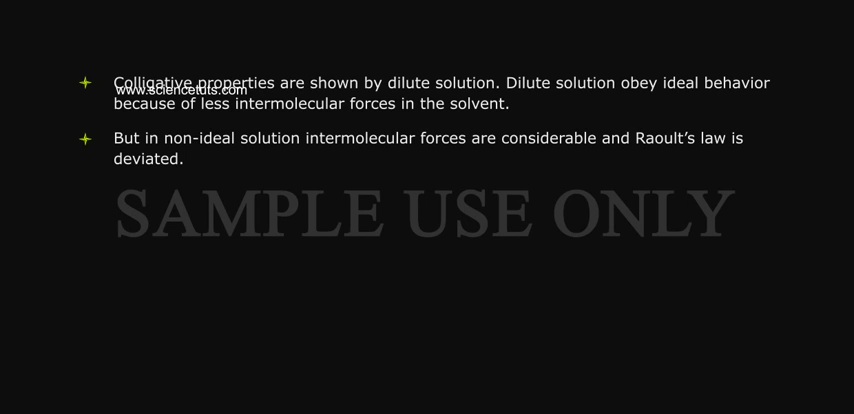 Colligative properties are shown by dilute solution. Dilute solution obey ideal behavior
www.sciencetuts.com
because of less intermolecular forces in the solvent.
But in non-ideal solution intermolecular forces are considerable and Raoult’s law is
deviated.
SAMPLE USE ONLY